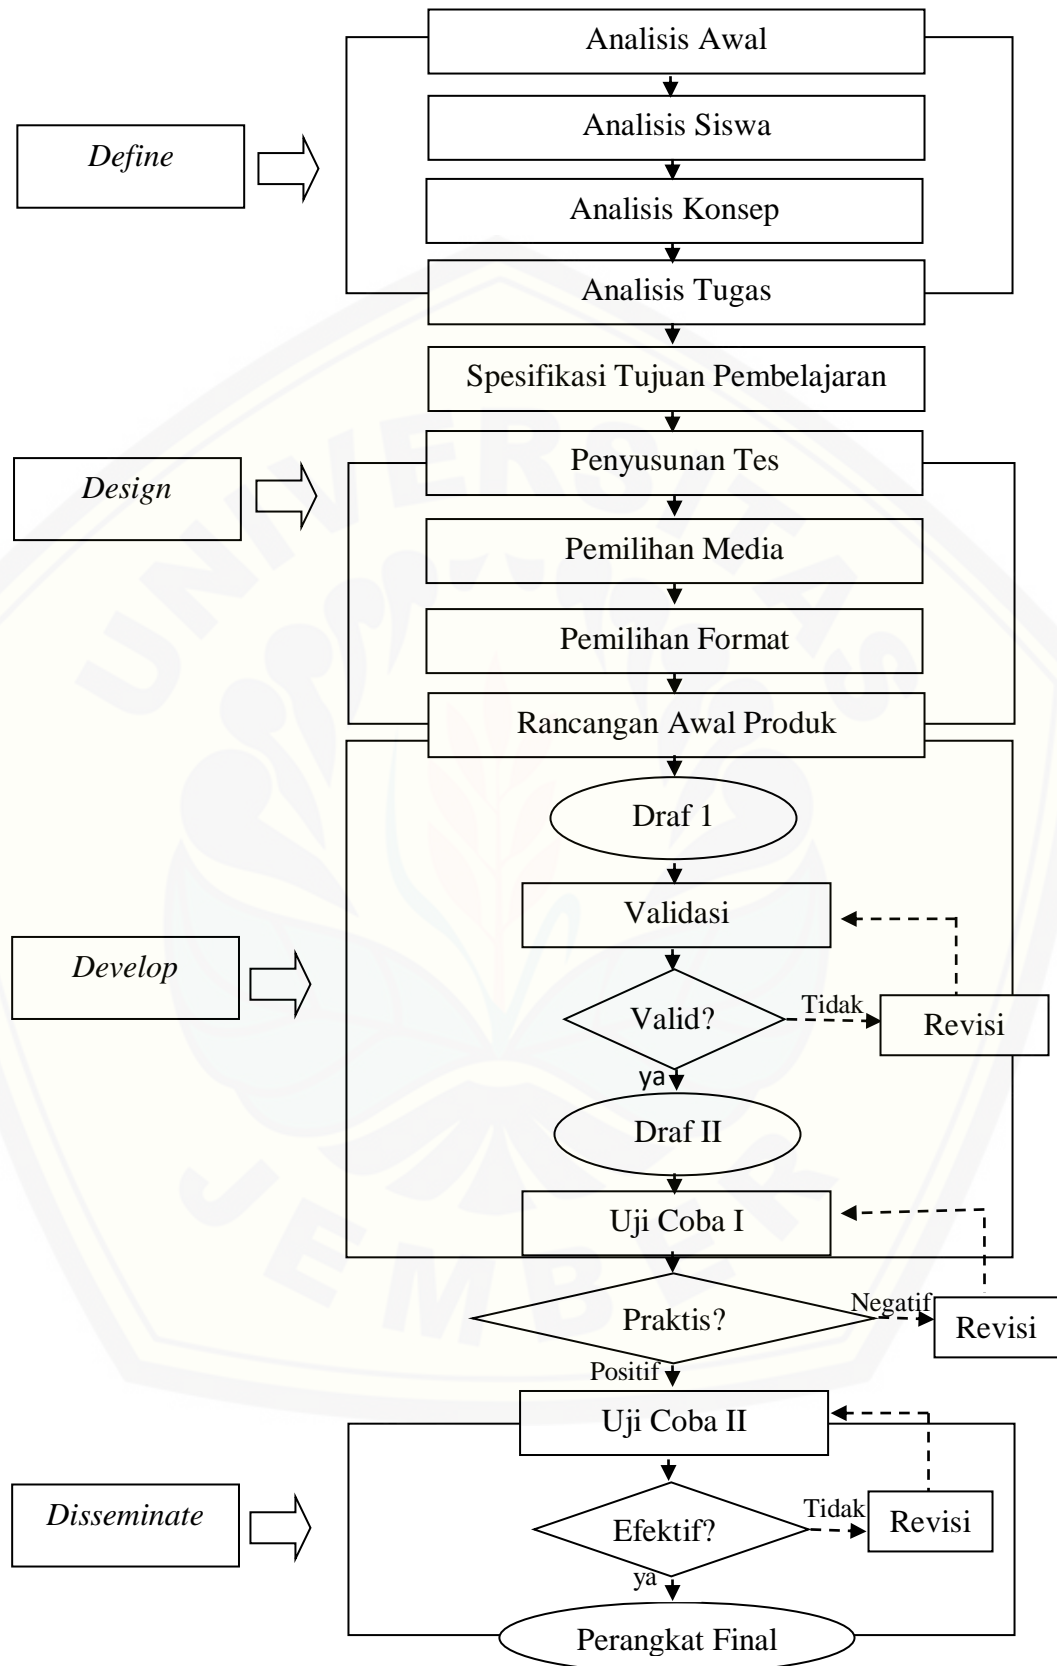 Analisis Awal
Analisis Siswa
Define
Analisis Konsep
Analisis Tugas
Spesifikasi Tujuan Pembelajaran
Penyusunan Tes
Design
Pemilihan Media
Pemilihan Format
Rancangan Awal Produk
Draf 1
Validasi
Develop
Valid?
Tidak
Revisi
ya
Draf II
Uji Coba I
Praktis?
Negatif
Revisi
Positif
Uji Coba II
Disseminate
Efektif?
Tidak
Revisi
ya
Perangkat Final
UNIVERSITAS
JEMBER